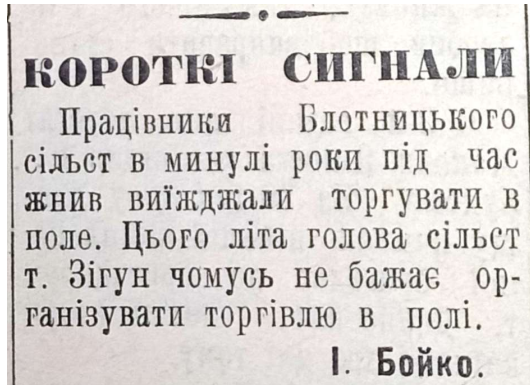 КОРОТКІ СИГНАЛИ
Працівники Блотницького
сільст в минулі роки під час
жнив виїжджали торгувати в
поле. Цього літа голова сільст
т. Зігун чомусь не бажає ор-
ганізувати торгівлю в полі.
І. Бойко.